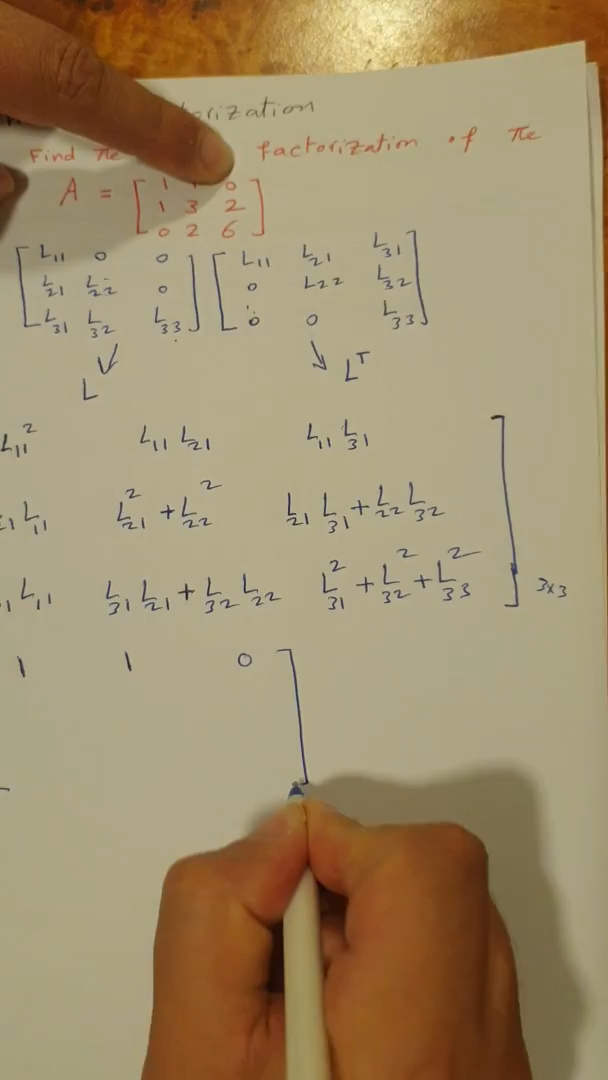 orization
Find factorization of The
A = [ 1 0
1 3 2
0 2 6 ]
[ L11 0 0 ] [ L11 L21 L31 ]
L21 L22 0 0 L22 L32
L31 L32 L33 0 0 L33
L L^T
L11^2 L11 L21 L11 L31
L11 L21^2 + L22^2 L21 L31 + L22 L32
L11 L31 L21 + L32 L22 L31^2 + L32^2 + L33^2 ] 3x3
1 1 0 ]